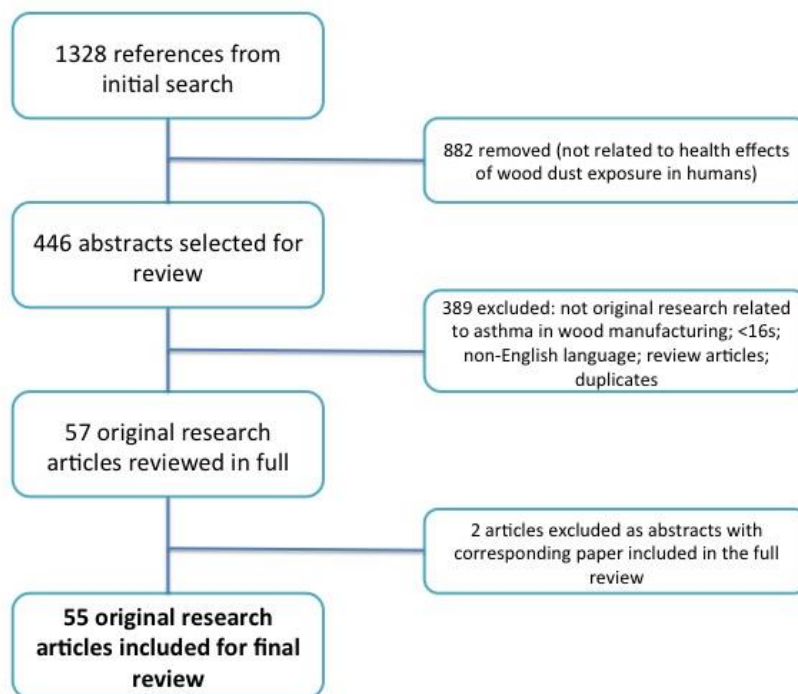 1328 references from
initial search
882 removed (not related to health effects
of wood dust exposure in humans)
446 abstracts selected for
review
389 excluded: not original research related
to asthma in wood manufacturing; <16s;
non-English language; review articles;
duplicates
57 original research
articles reviewed in full
2 articles excluded as abstracts with
corresponding paper included in the full
review
55 original research
articles included for final
review